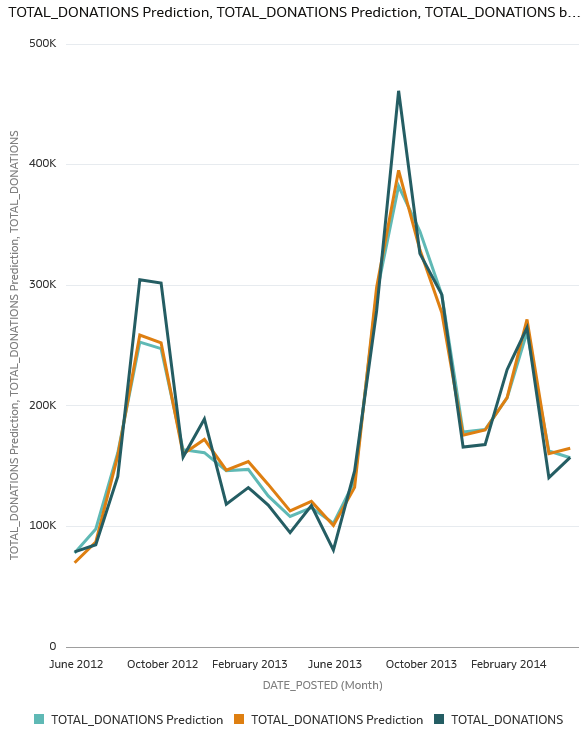 TOTAL_DONATIONS Prediction, TOTAL_DONATIONS Prediction, TOTAL_DONATIONS b...
TOTAL_DONATIONS Prediction, TOTAL_DONATIONS Prediction, TOTAL_DONATIONS
500K
400K
300K
200K
100K
0
June 2012 October 2012 February 2013 June 2013 October 2013 February 2014
DATE_POSTED (Month)
TOTAL_DONATIONS Prediction TOTAL_DONATIONS Prediction TOTAL_DONATIONS